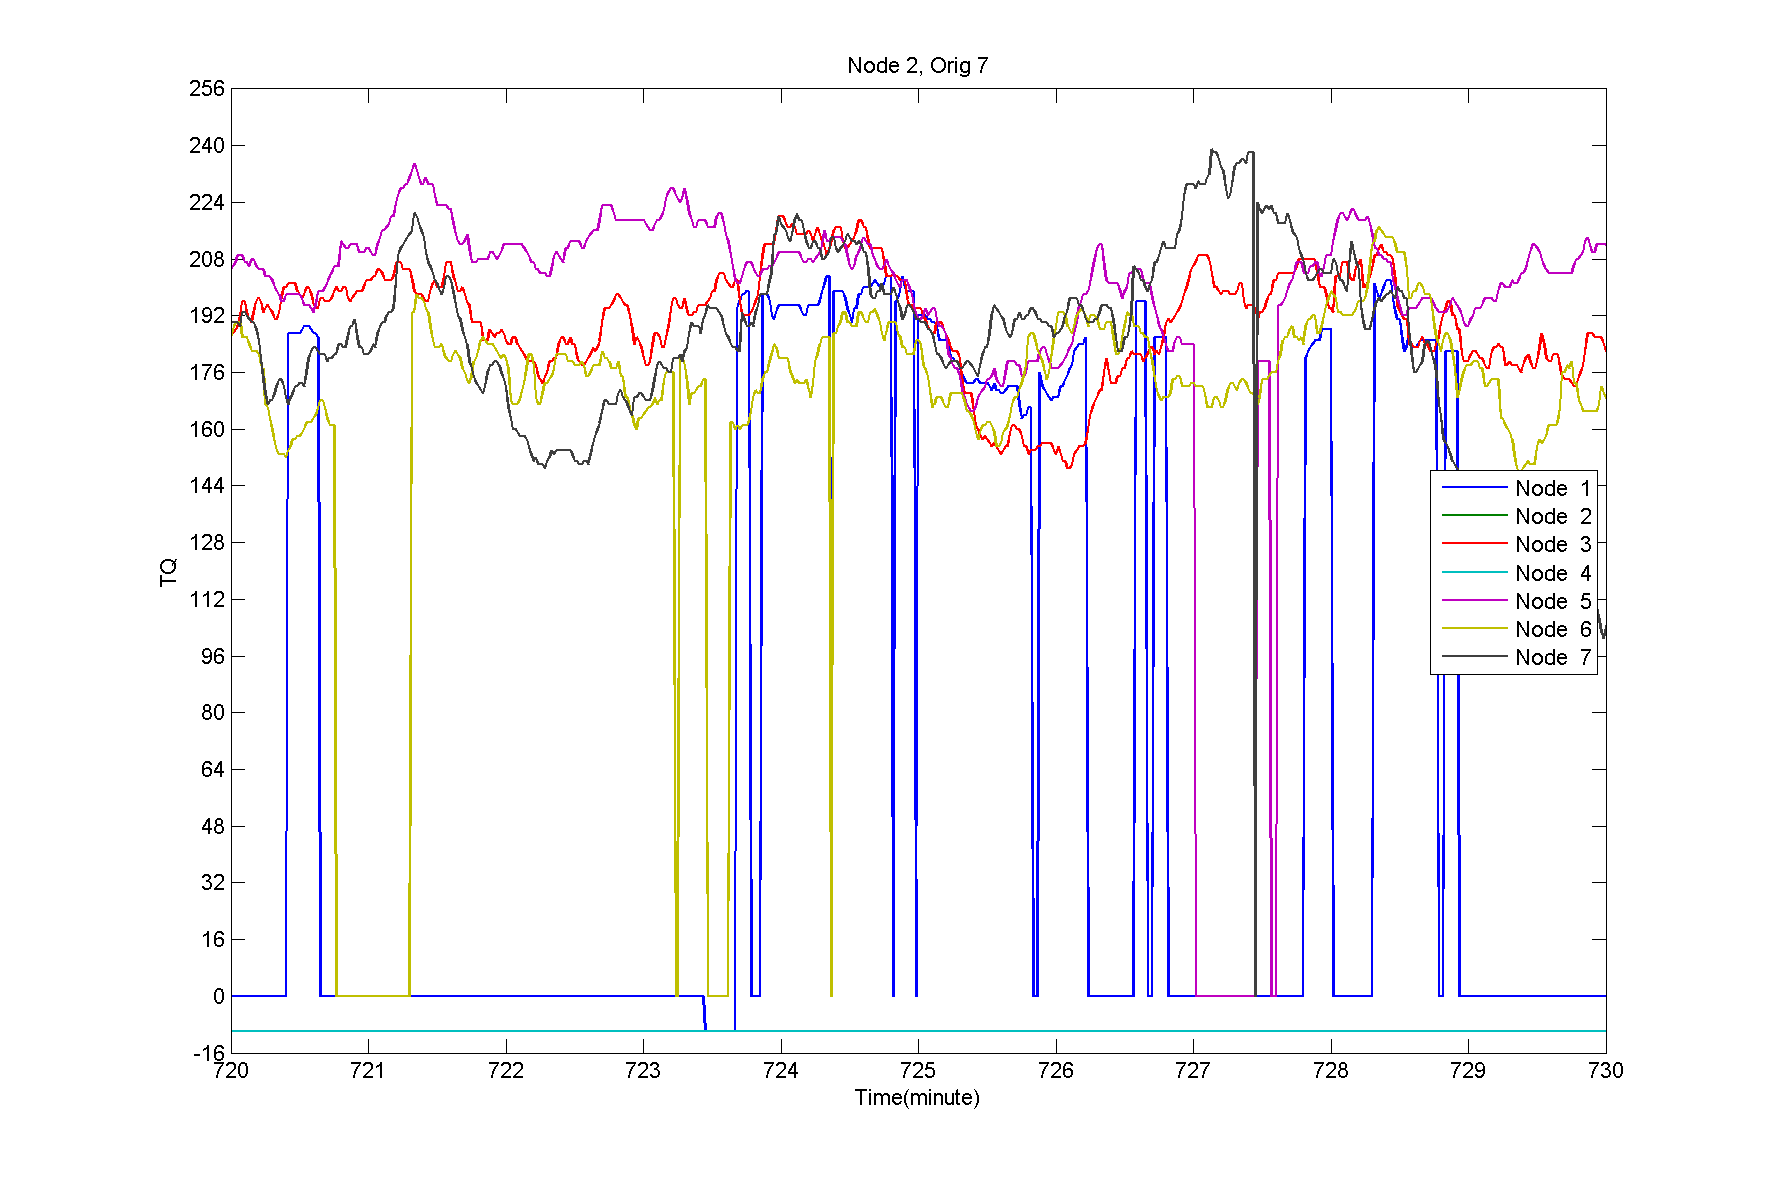 Node 2, Orig 7
256
240
224
208
192
176
160
144
128
112
96
80
64
48
32
16
0
-16
TQ
Node 1
Node 2
Node 3
Node 4
Node 5
Node 6
Node 7
720 721 722 723 724 725 726 727 728 729 730
Time(minute)